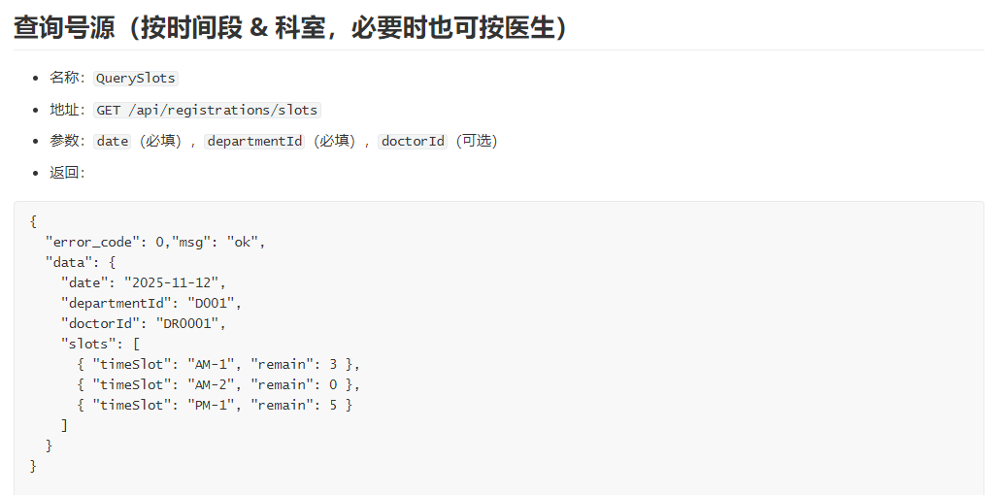 查询号源（按时间段 & 科室，必要时也可按医生）
名称：QuerySlots
地址：GET /api/registrations/slots
参数：date（必填），departmentId（必填），doctorId（可选）
返回：
{
  "error_code": 0,"msg": "ok",
  "data": {
    "date": "2025-11-12",
    "departmentId": "D001",
    "doctorId": "DR0001",
    "slots": [
      { "timeSlot": "AM-1", "remain": 3 },
      { "timeSlot": "AM-2", "remain": 0 },
      { "timeSlot": "PM-1", "remain": 5 }
    ]
  }
}